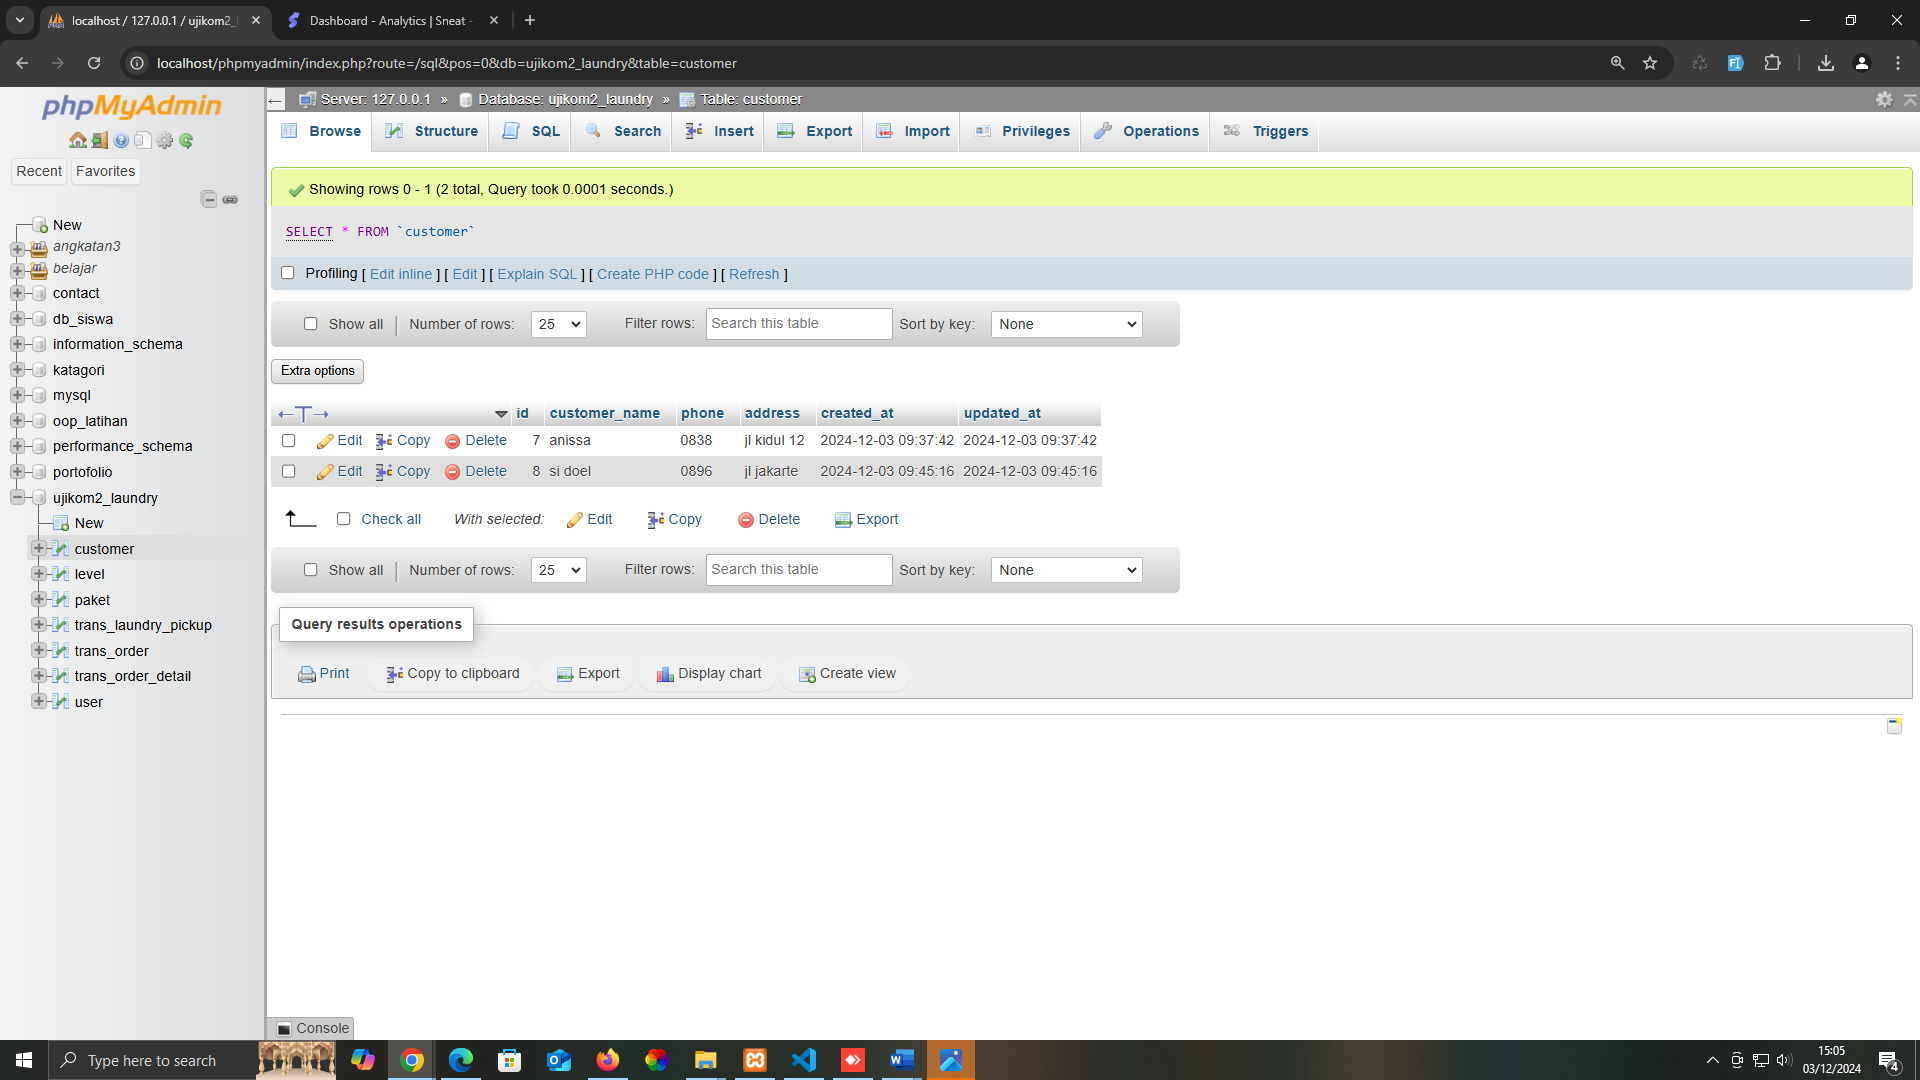 localhost / 127.0.0.1 / ujikom2_
Dashboard - Analytics | Sneat -
localhost/phpmyadmin/index.php?route=/sql&pos=0&db=ujikom2_laundry&table=customer
phpMyAdmin
Recent Favorites
New
angkatan3
belajar
contact
db_siswa
information_schema
katagori
mysql
oop_latihan
performance_schema
portofolio
ujikom2_laundry
New
customer
level
paket
trans_laundry_pickup
trans_order
trans_order_detail
user
Server: 127.0.0.1 » Database: ujikom2_laundry » Table: customer
Browse Structure SQL Search Insert Export Import Privileges Operations Triggers
Showing rows 0 - 1 (2 total, Query took 0.0001 seconds.)
SELECT * FROM `customer`
Profiling [ Edit inline ] [ Edit ] [ Explain SQL ] [ Create PHP code ] [ Refresh ]
Show all | Number of rows: 25 Filter rows: Search this table Sort by key: None
Extra options
←T→ id customer_name phone address created_at updated_at
Edit Copy Delete 7 anissa 0838 jl kidul 12 2024-12-03 09:37:42 2024-12-03 09:37:42
Edit Copy Delete 8 si doel 0896 jl jakarte 2024-12-03 09:45:16 2024-12-03 09:45:16
Check all With selected: Edit Copy Delete Export
Show all | Number of rows: 25 Filter rows: Search this table Sort by key: None
Query results operations
Print Copy to clipboard Export Display chart Create view
Console
Type here to search
15:05
03/12/2024
4